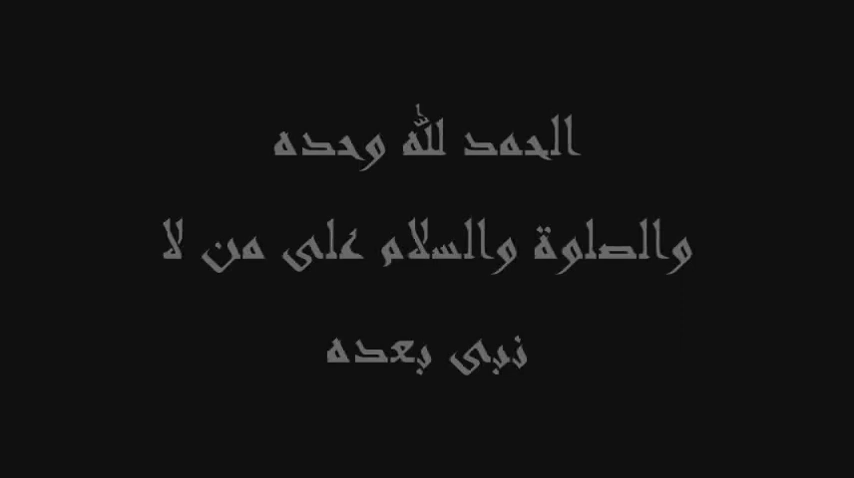 الحمد لله وحده
والصلوة والسلام على من لا
نبى بعده